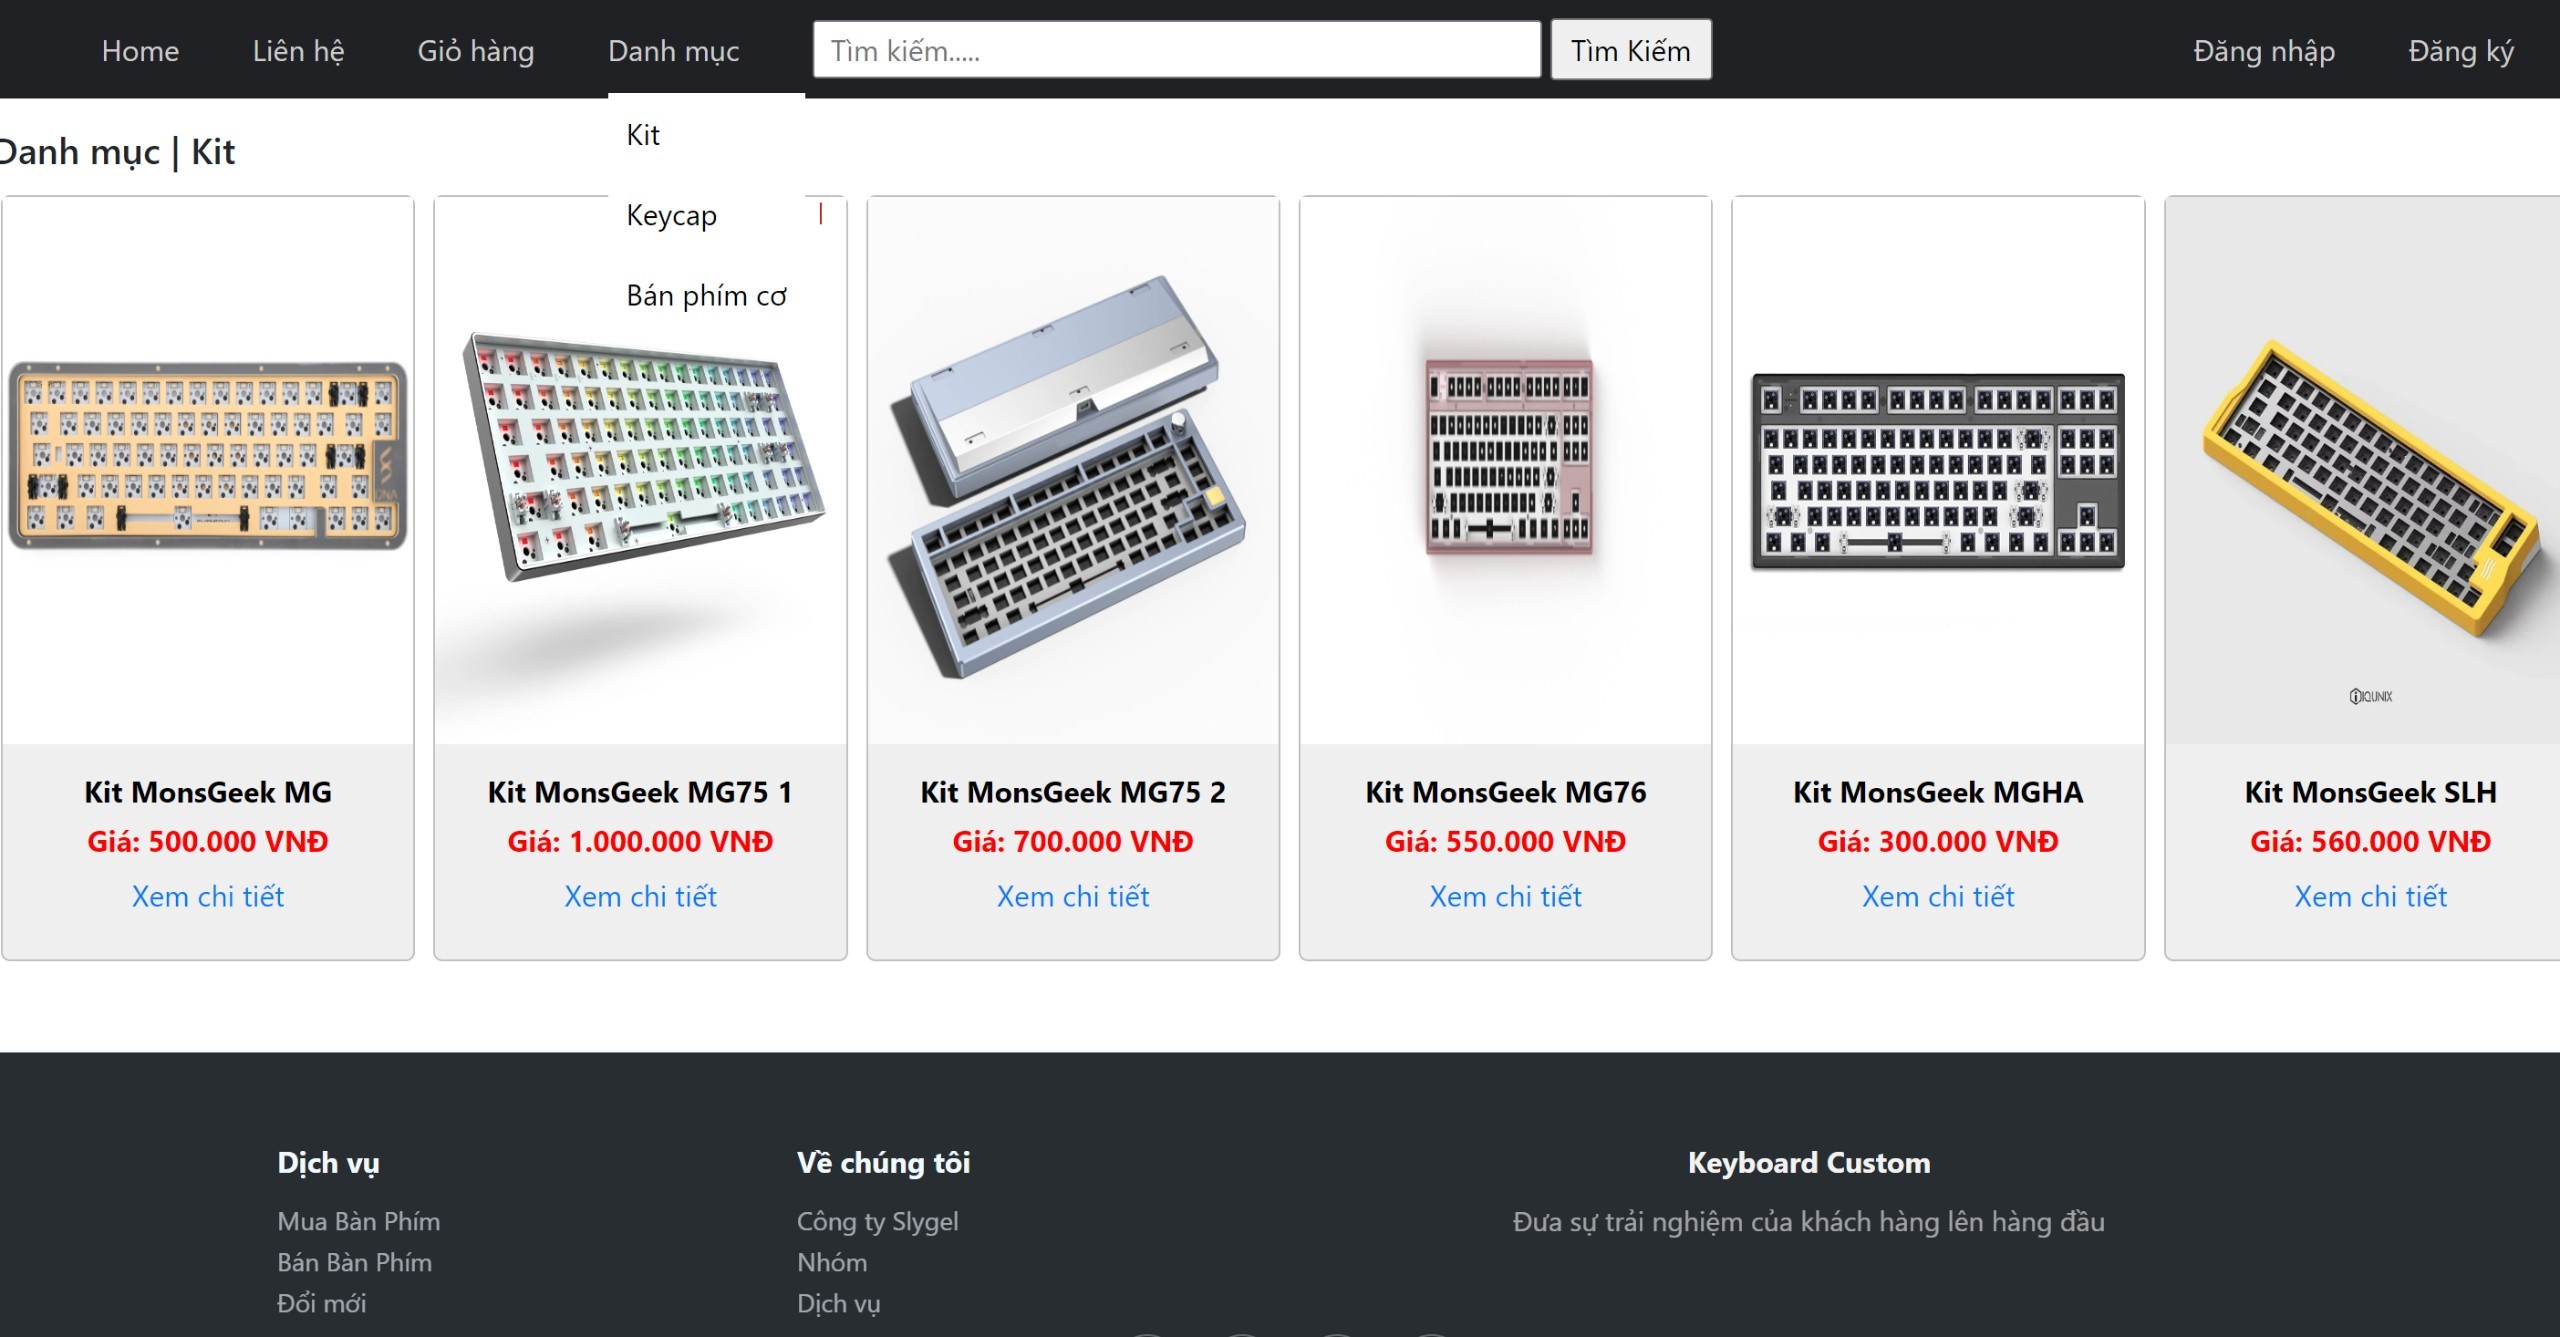 Home Liên hệ Giỏ hàng Danh mục Tìm kiếm..... Tìm Kiếm Đăng nhập Đăng ký
Kit
Keycap
Bán phím cơ
Danh mục | Kit
IQUNIX
Kit MonsGeek MG
Giá: 500.000 VNĐ
Xem chi tiết
Kit MonsGeek MG75 1
Giá: 1.000.000 VNĐ
Xem chi tiết
Kit MonsGeek MG75 2
Giá: 700.000 VNĐ
Xem chi tiết
Kit MonsGeek MG76
Giá: 550.000 VNĐ
Xem chi tiết
Kit MonsGeek MGHA
Giá: 300.000 VNĐ
Xem chi tiết
Kit MonsGeek SLH
Giá: 560.000 VNĐ
Xem chi tiết
Dịch vụ
Mua Bàn Phím
Bán Bàn Phím
Đổi mới
Về chúng tôi
Công ty Slygel
Nhóm
Dịch vụ
Keyboard Custom
Đưa sự trải nghiệm của khách hàng lên hàng đầu